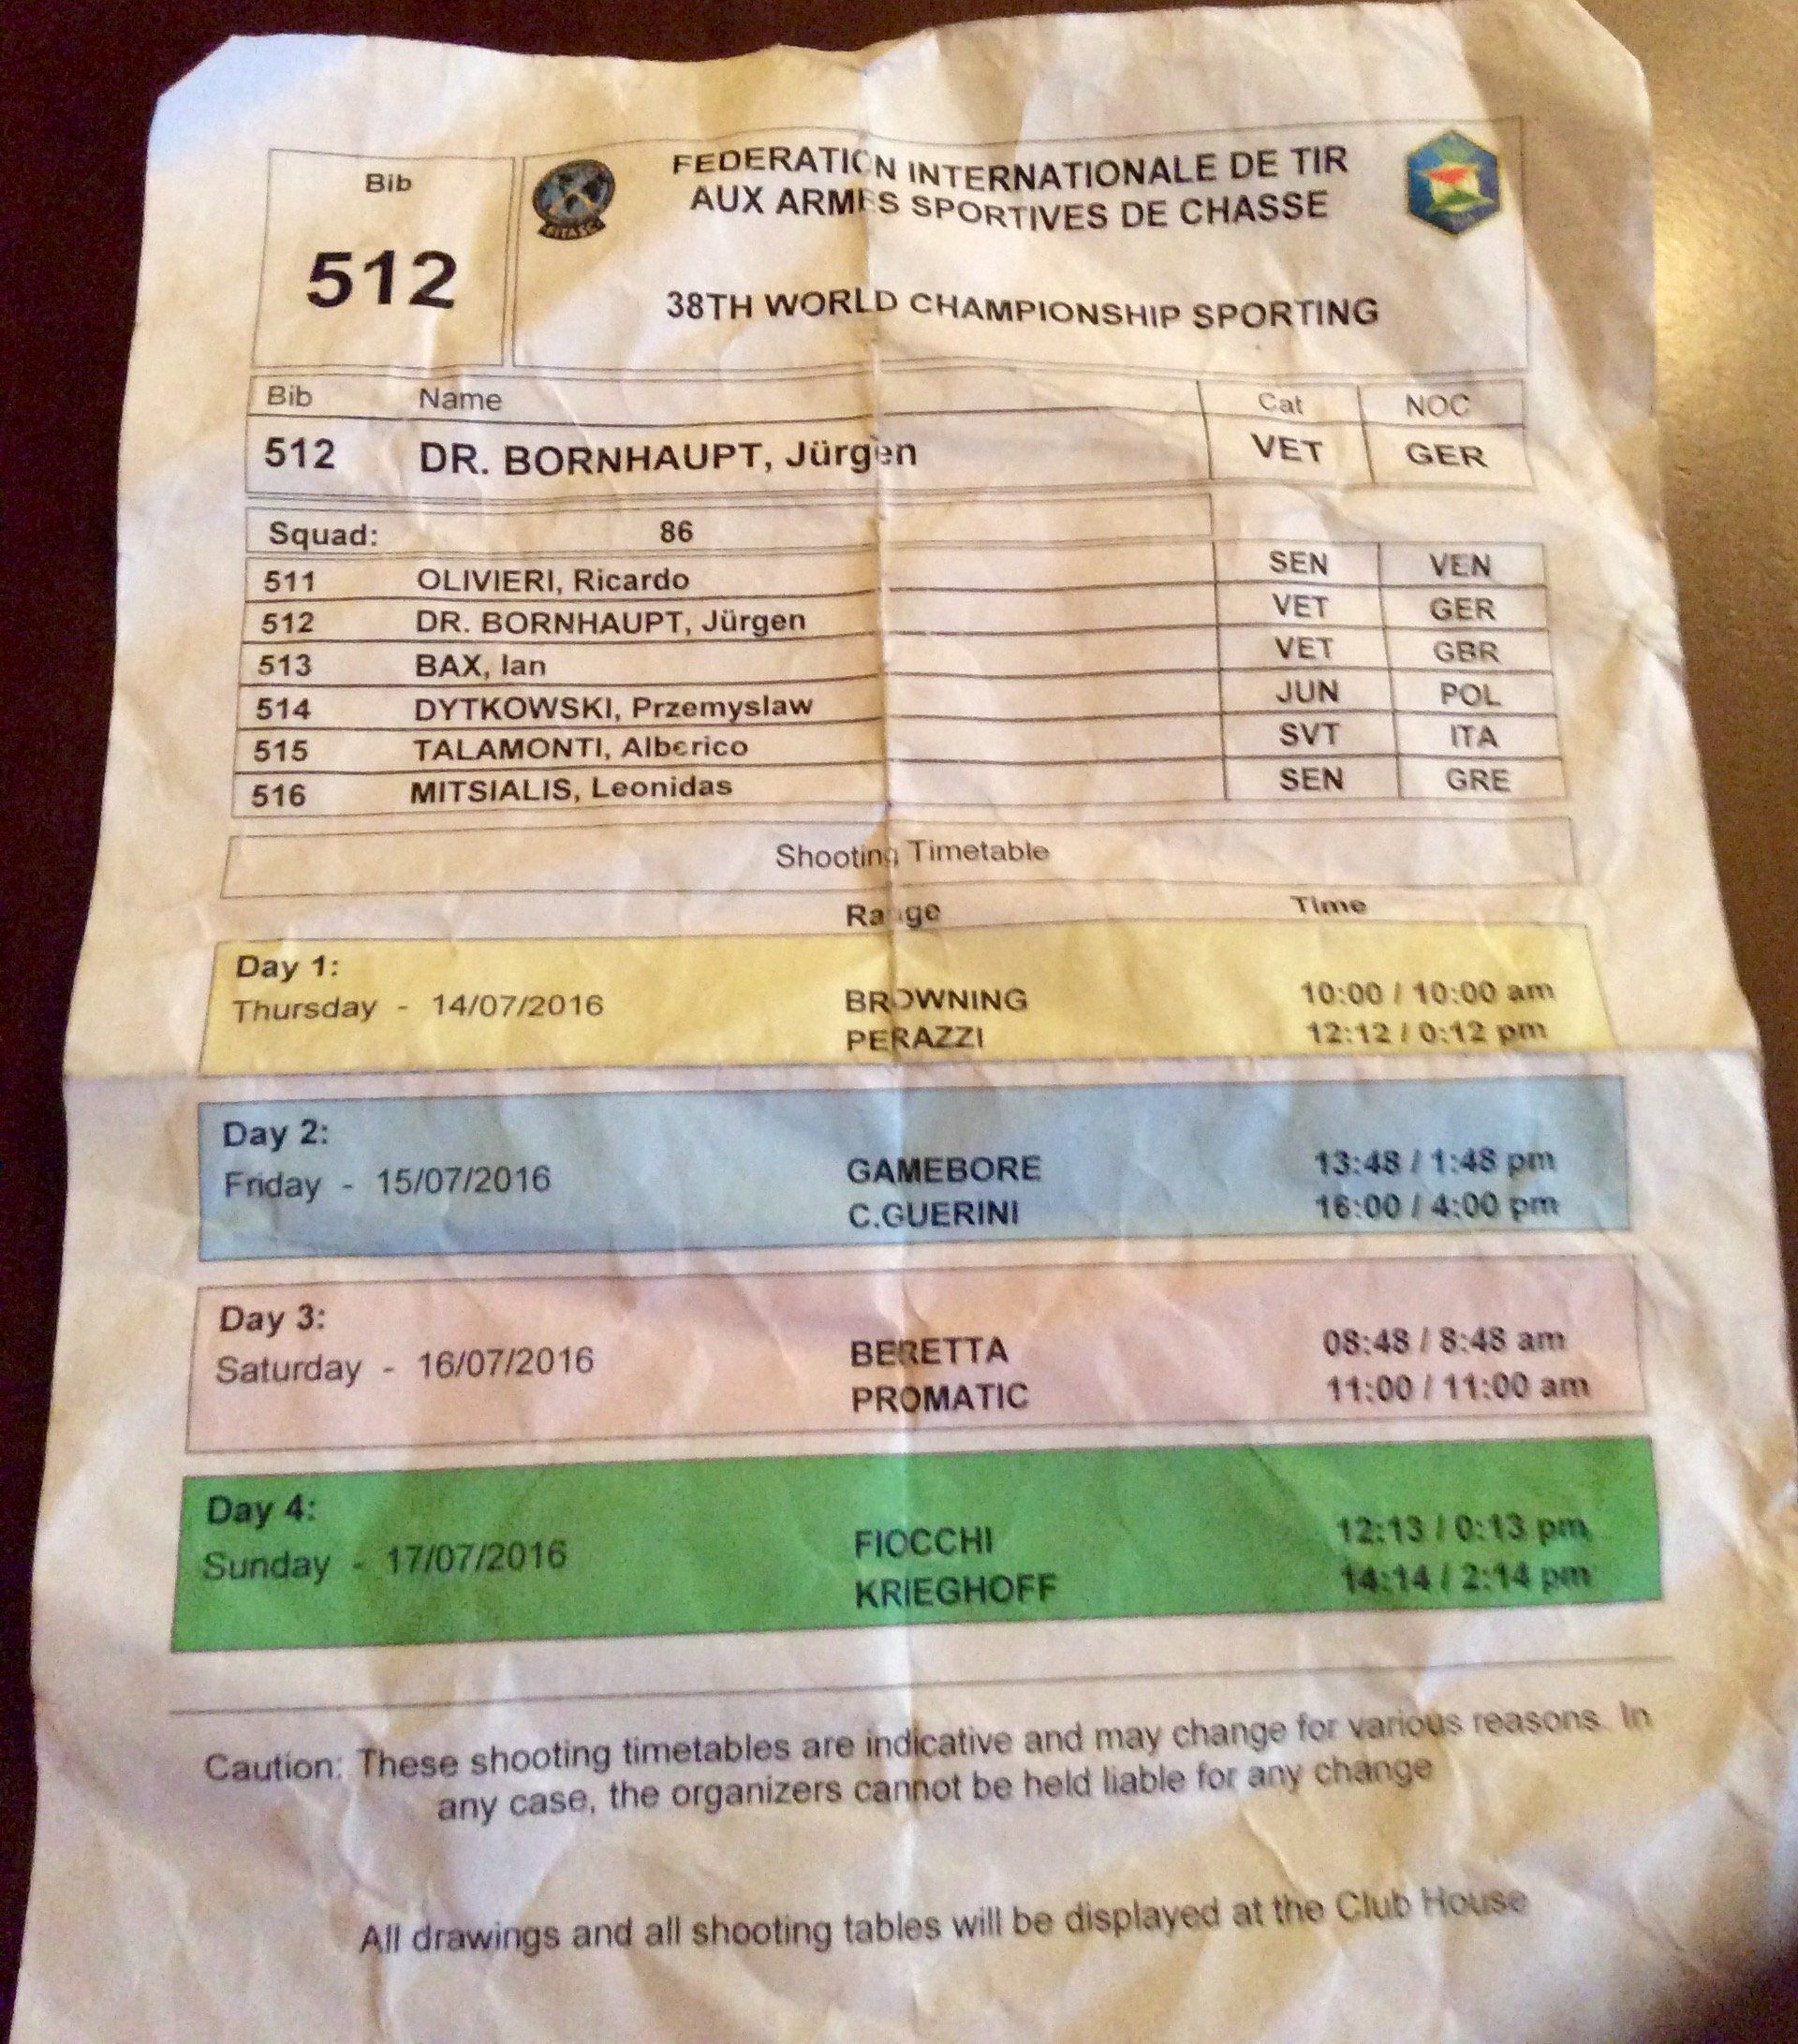 Bib
512
FITASC
FEDERATION INTERNATIONALE DE TIR
AUX ARMES SPORTIVES DE CHASSE
38TH WORLD CHAMPIONSHIP SPORTING
Bib Name Cat NOC
512 DR. BORNHAUPT, Jürgen VET GER
Squad: 86
511 OLIVIERI, Ricardo SEN VEN
512 DR. BORNHAUPT, Jürgen VET GER
513 BAX, Ian VET GBR
514 DYTKOWSKI, Przemyslaw JUN POL
515 TALAMONTI, Alberico SVT ITA
516 MITSIALIS, Leonidas SEN GRE
Shooting Timetable
Range Time
Day 1:
Thursday - 14/07/2016 BROWNING 10:00 / 10:00 am
PERAZZI 12:12 / 0:12 pm
Day 2:
Friday - 15/07/2016 GAMEBORE 13:48 / 1:48 pm
C.GUERINI 16:00 / 4:00 pm
Day 3:
Saturday - 16/07/2016 BERETTA 08:48 / 8:48 am
PROMATIC 11:00 / 11:00 am
Day 4:
Sunday - 17/07/2016 FIOCCHI 12:13 / 0:13 pm
KRIEGHOFF 14:14 / 2:14 pm
Caution: These shooting timetables are indicative and may change for various reasons. In
any case, the organizers cannot be held liable for any change
All drawings and all shooting tables will be displayed at the Club House